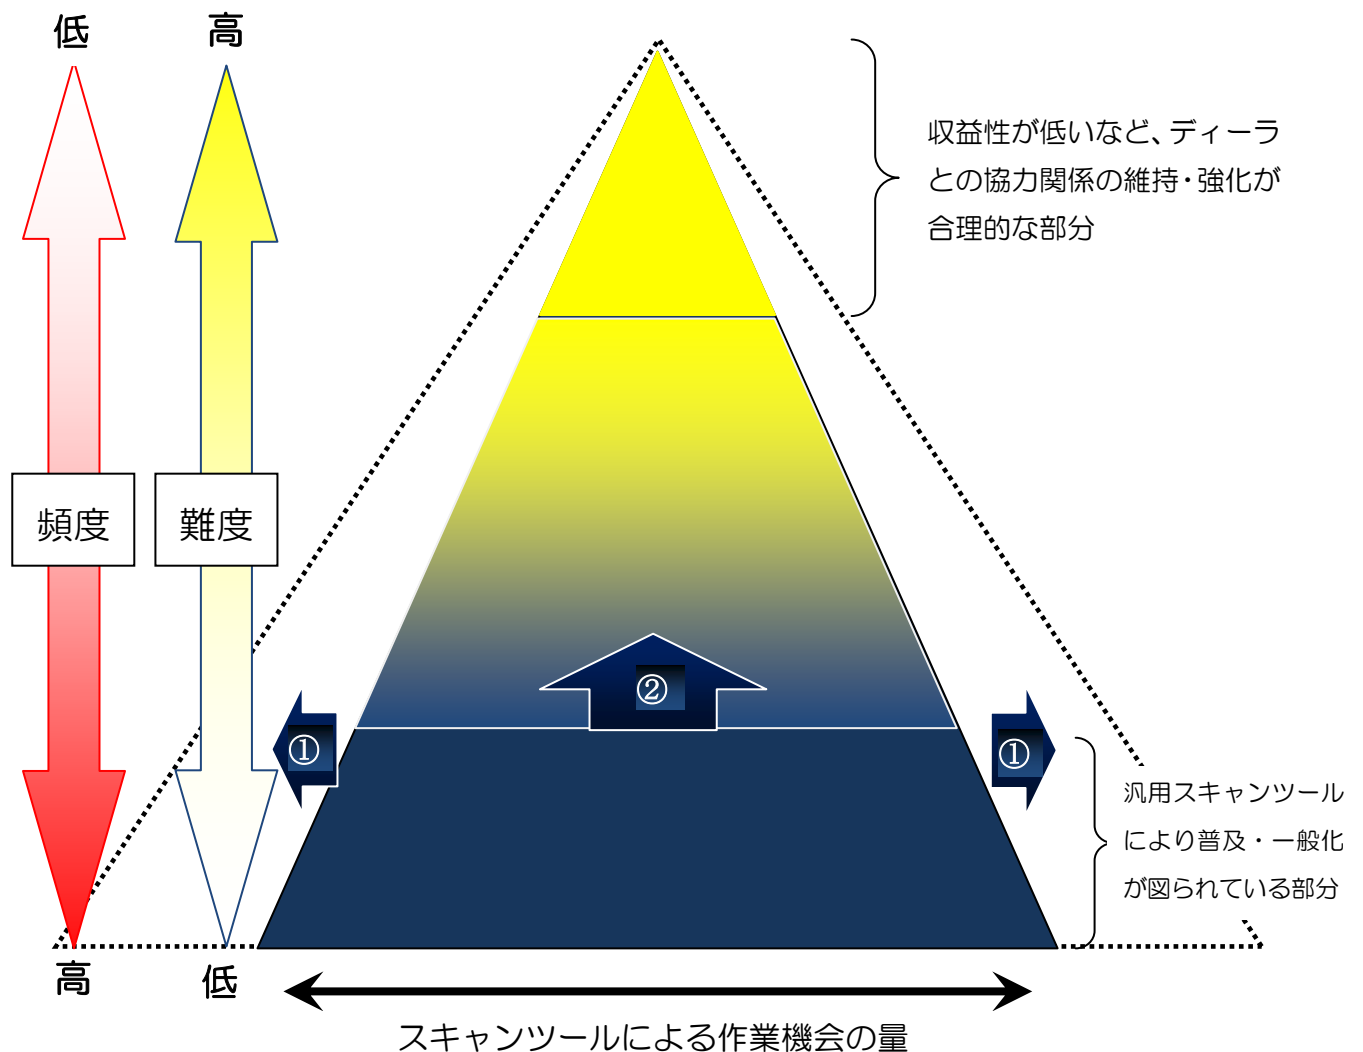 低
高
収益性が低いなど、ディーラ
との協力関係の維持・強化が
合理的な部分
頻度
難度
②
①
①
汎用スキャンツール
により普及・一般化
が図られている部分
高
低
スキャンツールによる作業機会の量